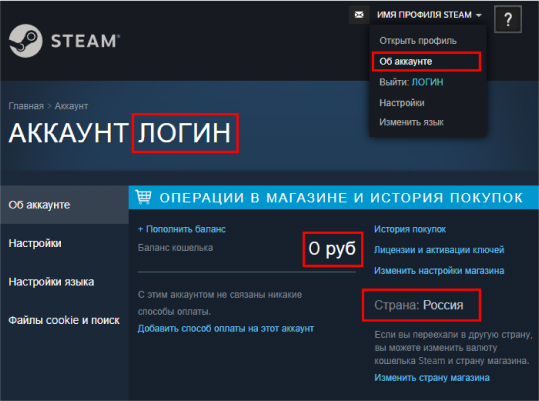 STEAM®
ИМЯ ПРОФИЛЯ STEAM
?
Открыть профиль
Об аккаунте
Выйти: ЛОГИН
Настройки
Изменить язык
Главная > Аккаунт
АККАУНТ ЛОГИН
Об аккаунте
Настройки
Настройки языка
Файлы cookie и поиск
ОПЕРАЦИИ В МАГАЗИНЕ И ИСТОРИЯ ПОКУПОК
+ Пополнить баланс
Баланс кошелька
0 руб
С этим аккаунтом не связаны никакие
способы оплаты.
Добавить способ оплаты на этот аккаунт
История покупок
Лицензии и активации ключей
Изменить настройки магазина
Страна: Россия
Если вы переехали в другую страну,
вы можете изменить валюту
кошелька Steam и страну магазина.
Изменить страну магазина